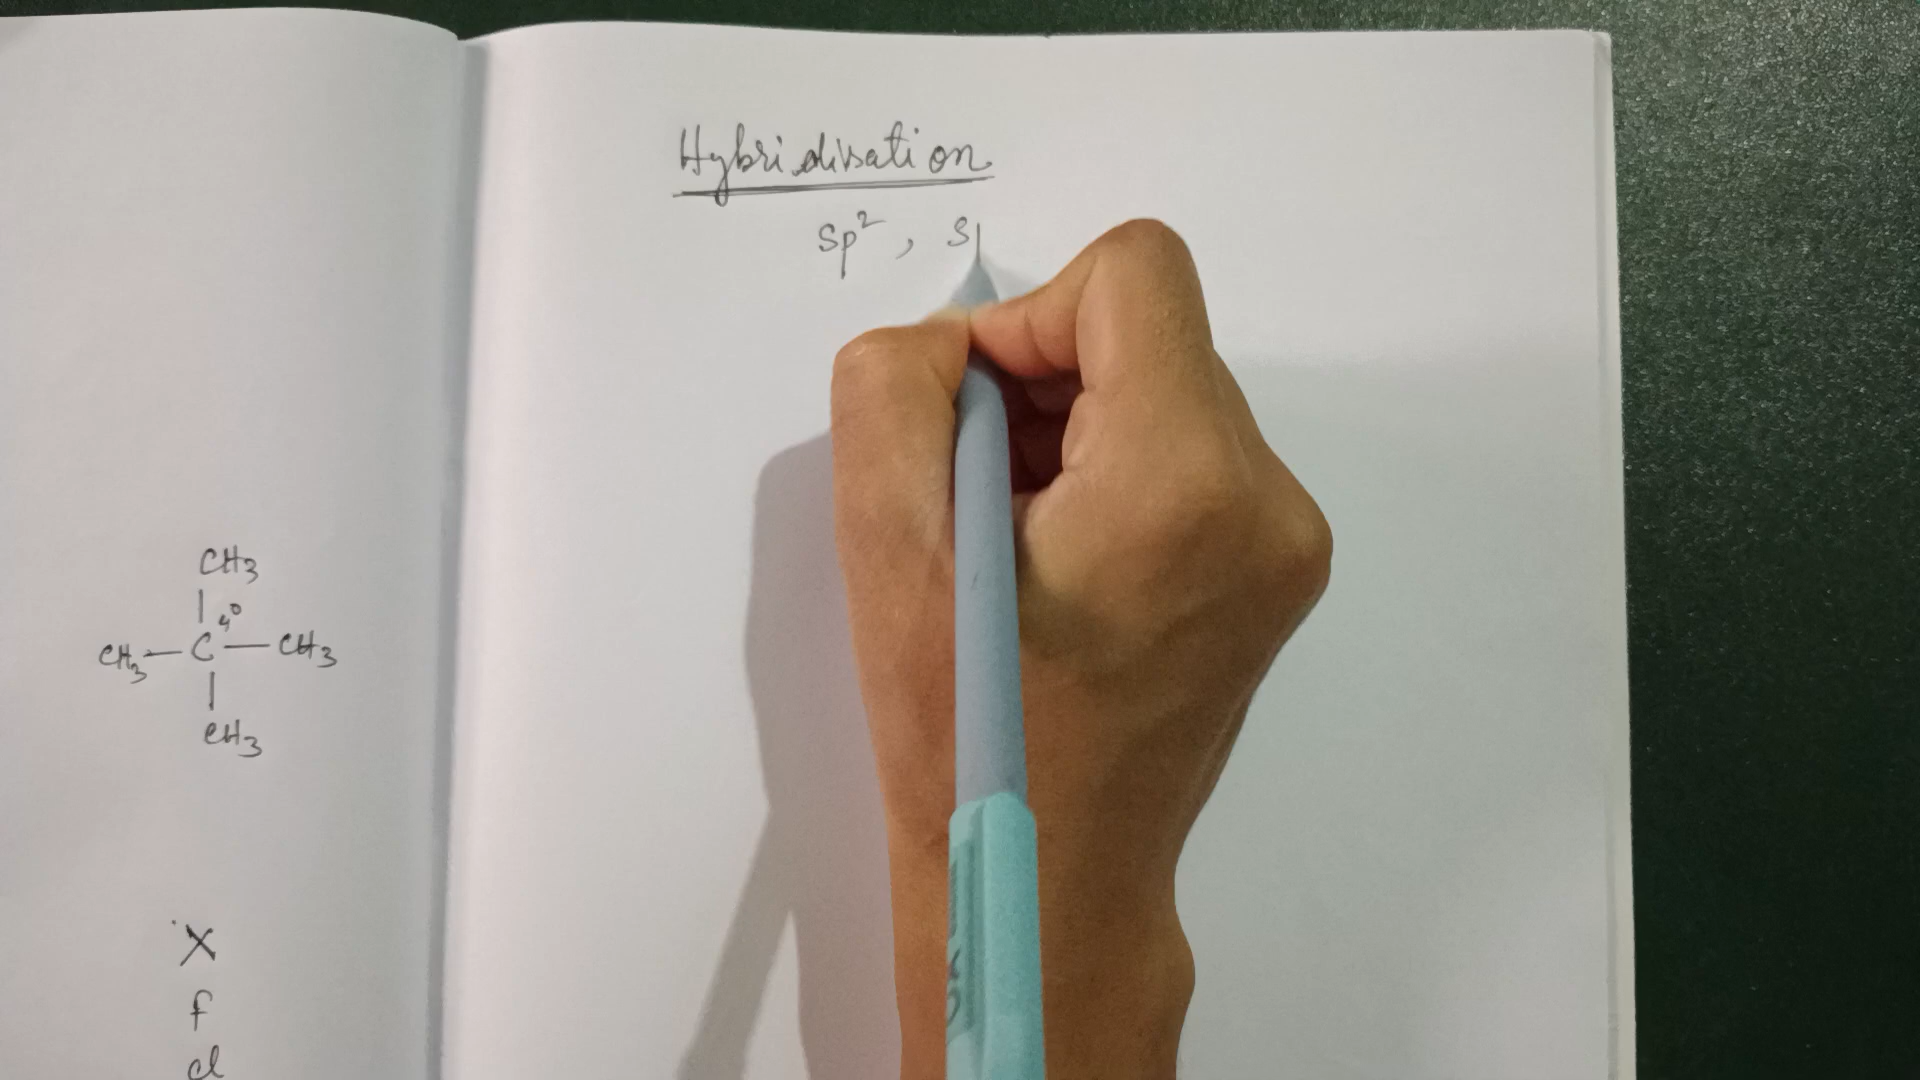 CH3
|
4°
CH3 — C — CH3
|
CH3
X
f
cl
Hybridisation
sp², s|